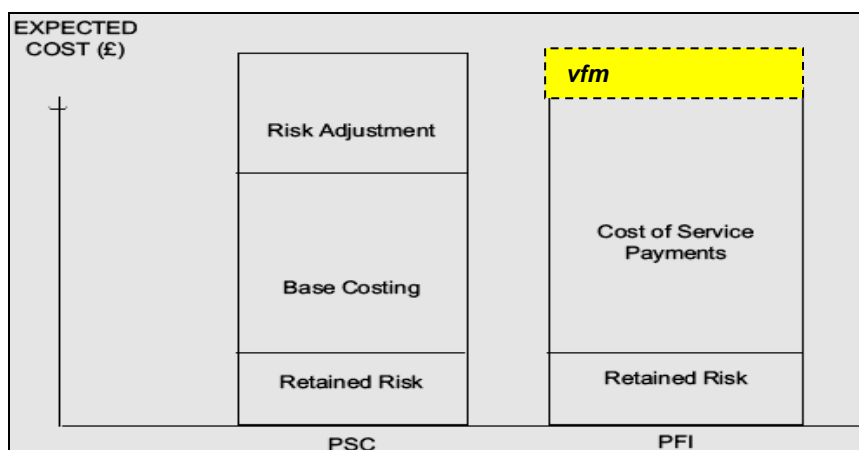 EXPECTED
COST (£)
vfm
Risk Adjustment
Cost of Service
Payments
Base Costing
Retained Risk
Retained Risk
PSC
PFI